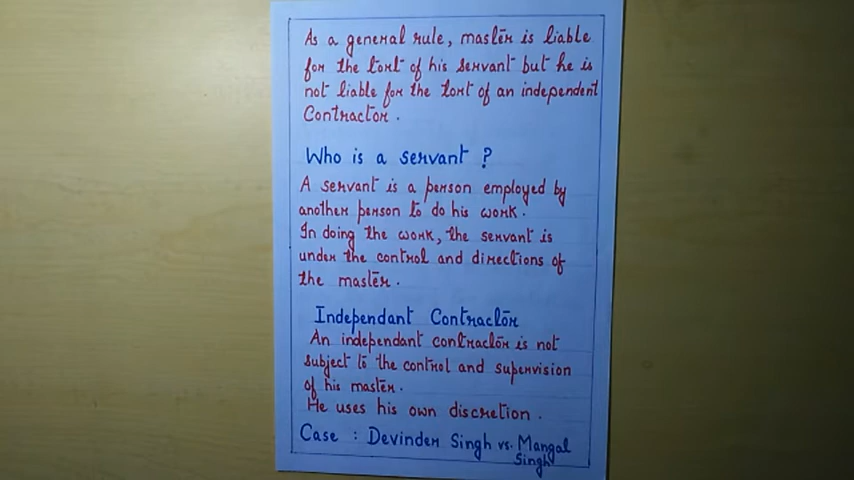 As a general rule, master is liable
for the tort of his servant but he is
not liable for the tort of an independent
Contractor.
Who is a servant ?
A servant is a person employed by
another person to do his work.
In doing the work, the servant is
under the control and directions of
the master.
Independant Contractor
An independant contractor is not
subject to the control and supervision
of his master.
He uses his own discretion.
Case : Devinder Singh vs. Mangal
Singh